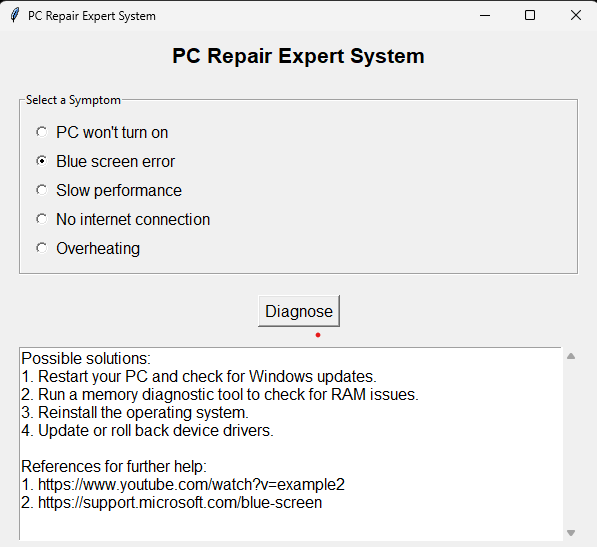 PC Repair Expert System
PC Repair Expert System
Select a Symptom
PC won't turn on
Blue screen error
Slow performance
No internet connection
Overheating
Diagnose
Possible solutions:
1. Restart your PC and check for Windows updates.
2. Run a memory diagnostic tool to check for RAM issues.
3. Reinstall the operating system.
4. Update or roll back device drivers.
References for further help:
1. https://www.youtube.com/watch?v=example2
2. https://support.microsoft.com/blue-screen